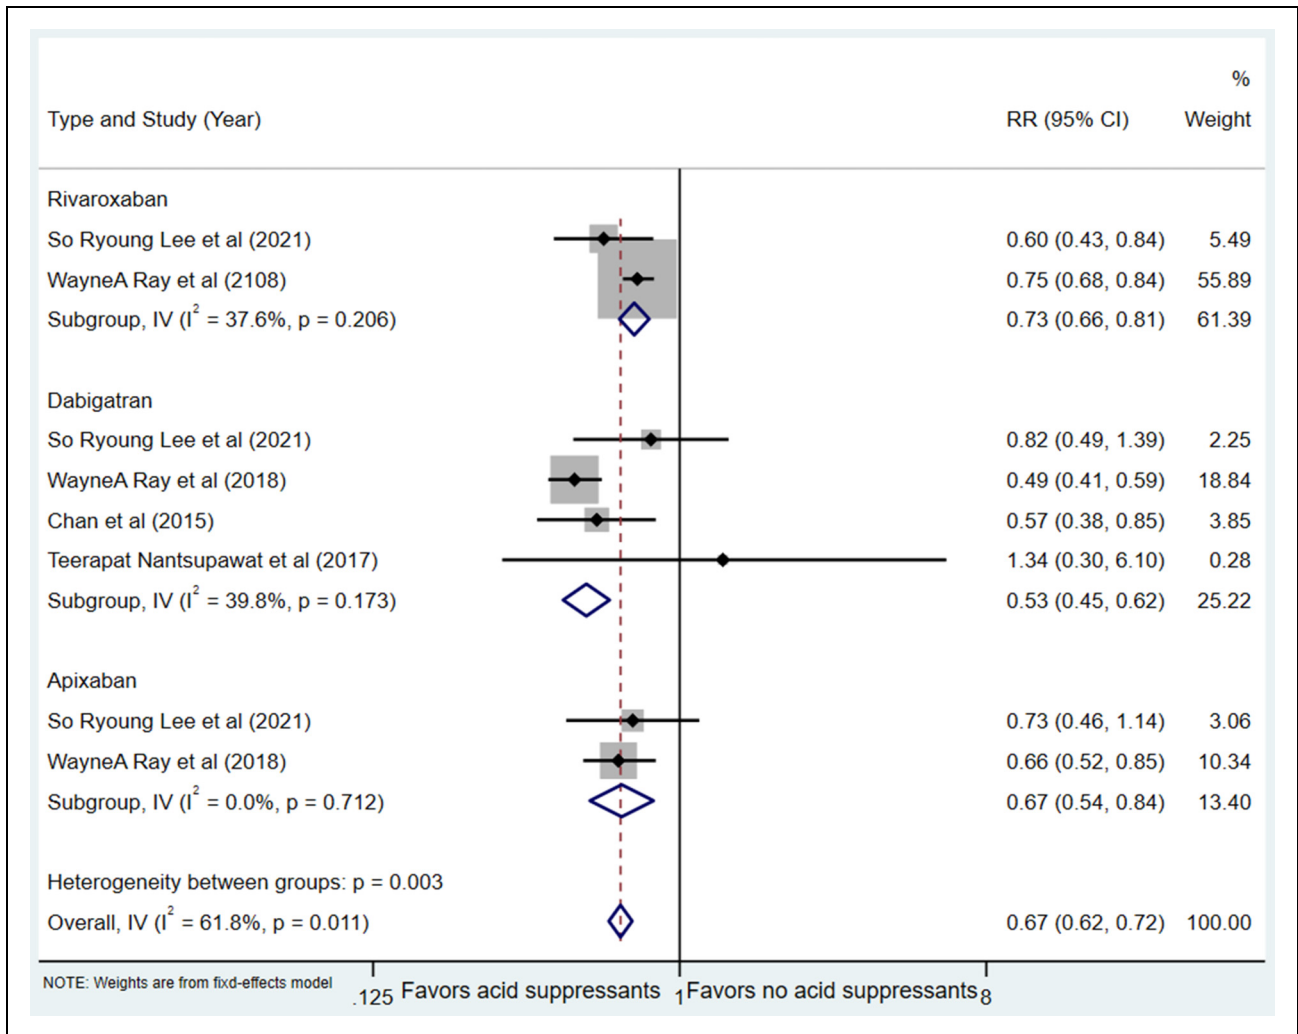 %
Type and Study (Year) RR (95% CI) Weight
Rivaroxaban
So Ryoung Lee et al (2021) 0.60 (0.43, 0.84) 5.49
WayneA Ray et al (2108) 0.75 (0.68, 0.84) 55.89
Subgroup, IV (I² = 37.6%, p = 0.206) 0.73 (0.66, 0.81) 61.39
Dabigatran
So Ryoung Lee et al (2021) 0.82 (0.49, 1.39) 2.25
WayneA Ray et al (2018) 0.49 (0.41, 0.59) 18.84
Chan et al (2015) 0.57 (0.38, 0.85) 3.85
Teerapat Nantsupawat et al (2017) 1.34 (0.30, 6.10) 0.28
Subgroup, IV (I² = 39.8%, p = 0.173) 0.53 (0.45, 0.62) 25.22
Apixaban
So Ryoung Lee et al (2021) 0.73 (0.46, 1.14) 3.06
WayneA Ray et al (2018) 0.66 (0.52, 0.85) 10.34
Subgroup, IV (I² = 0.0%, p = 0.712) 0.67 (0.54, 0.84) 13.40
Heterogeneity between groups: p = 0.003
Overall, IV (I² = 61.8%, p = 0.011) 0.67 (0.62, 0.72) 100.00
NOTE: Weights are from fixd-effects model
.125 Favors acid suppressants 1 Favors no acid suppressants 8